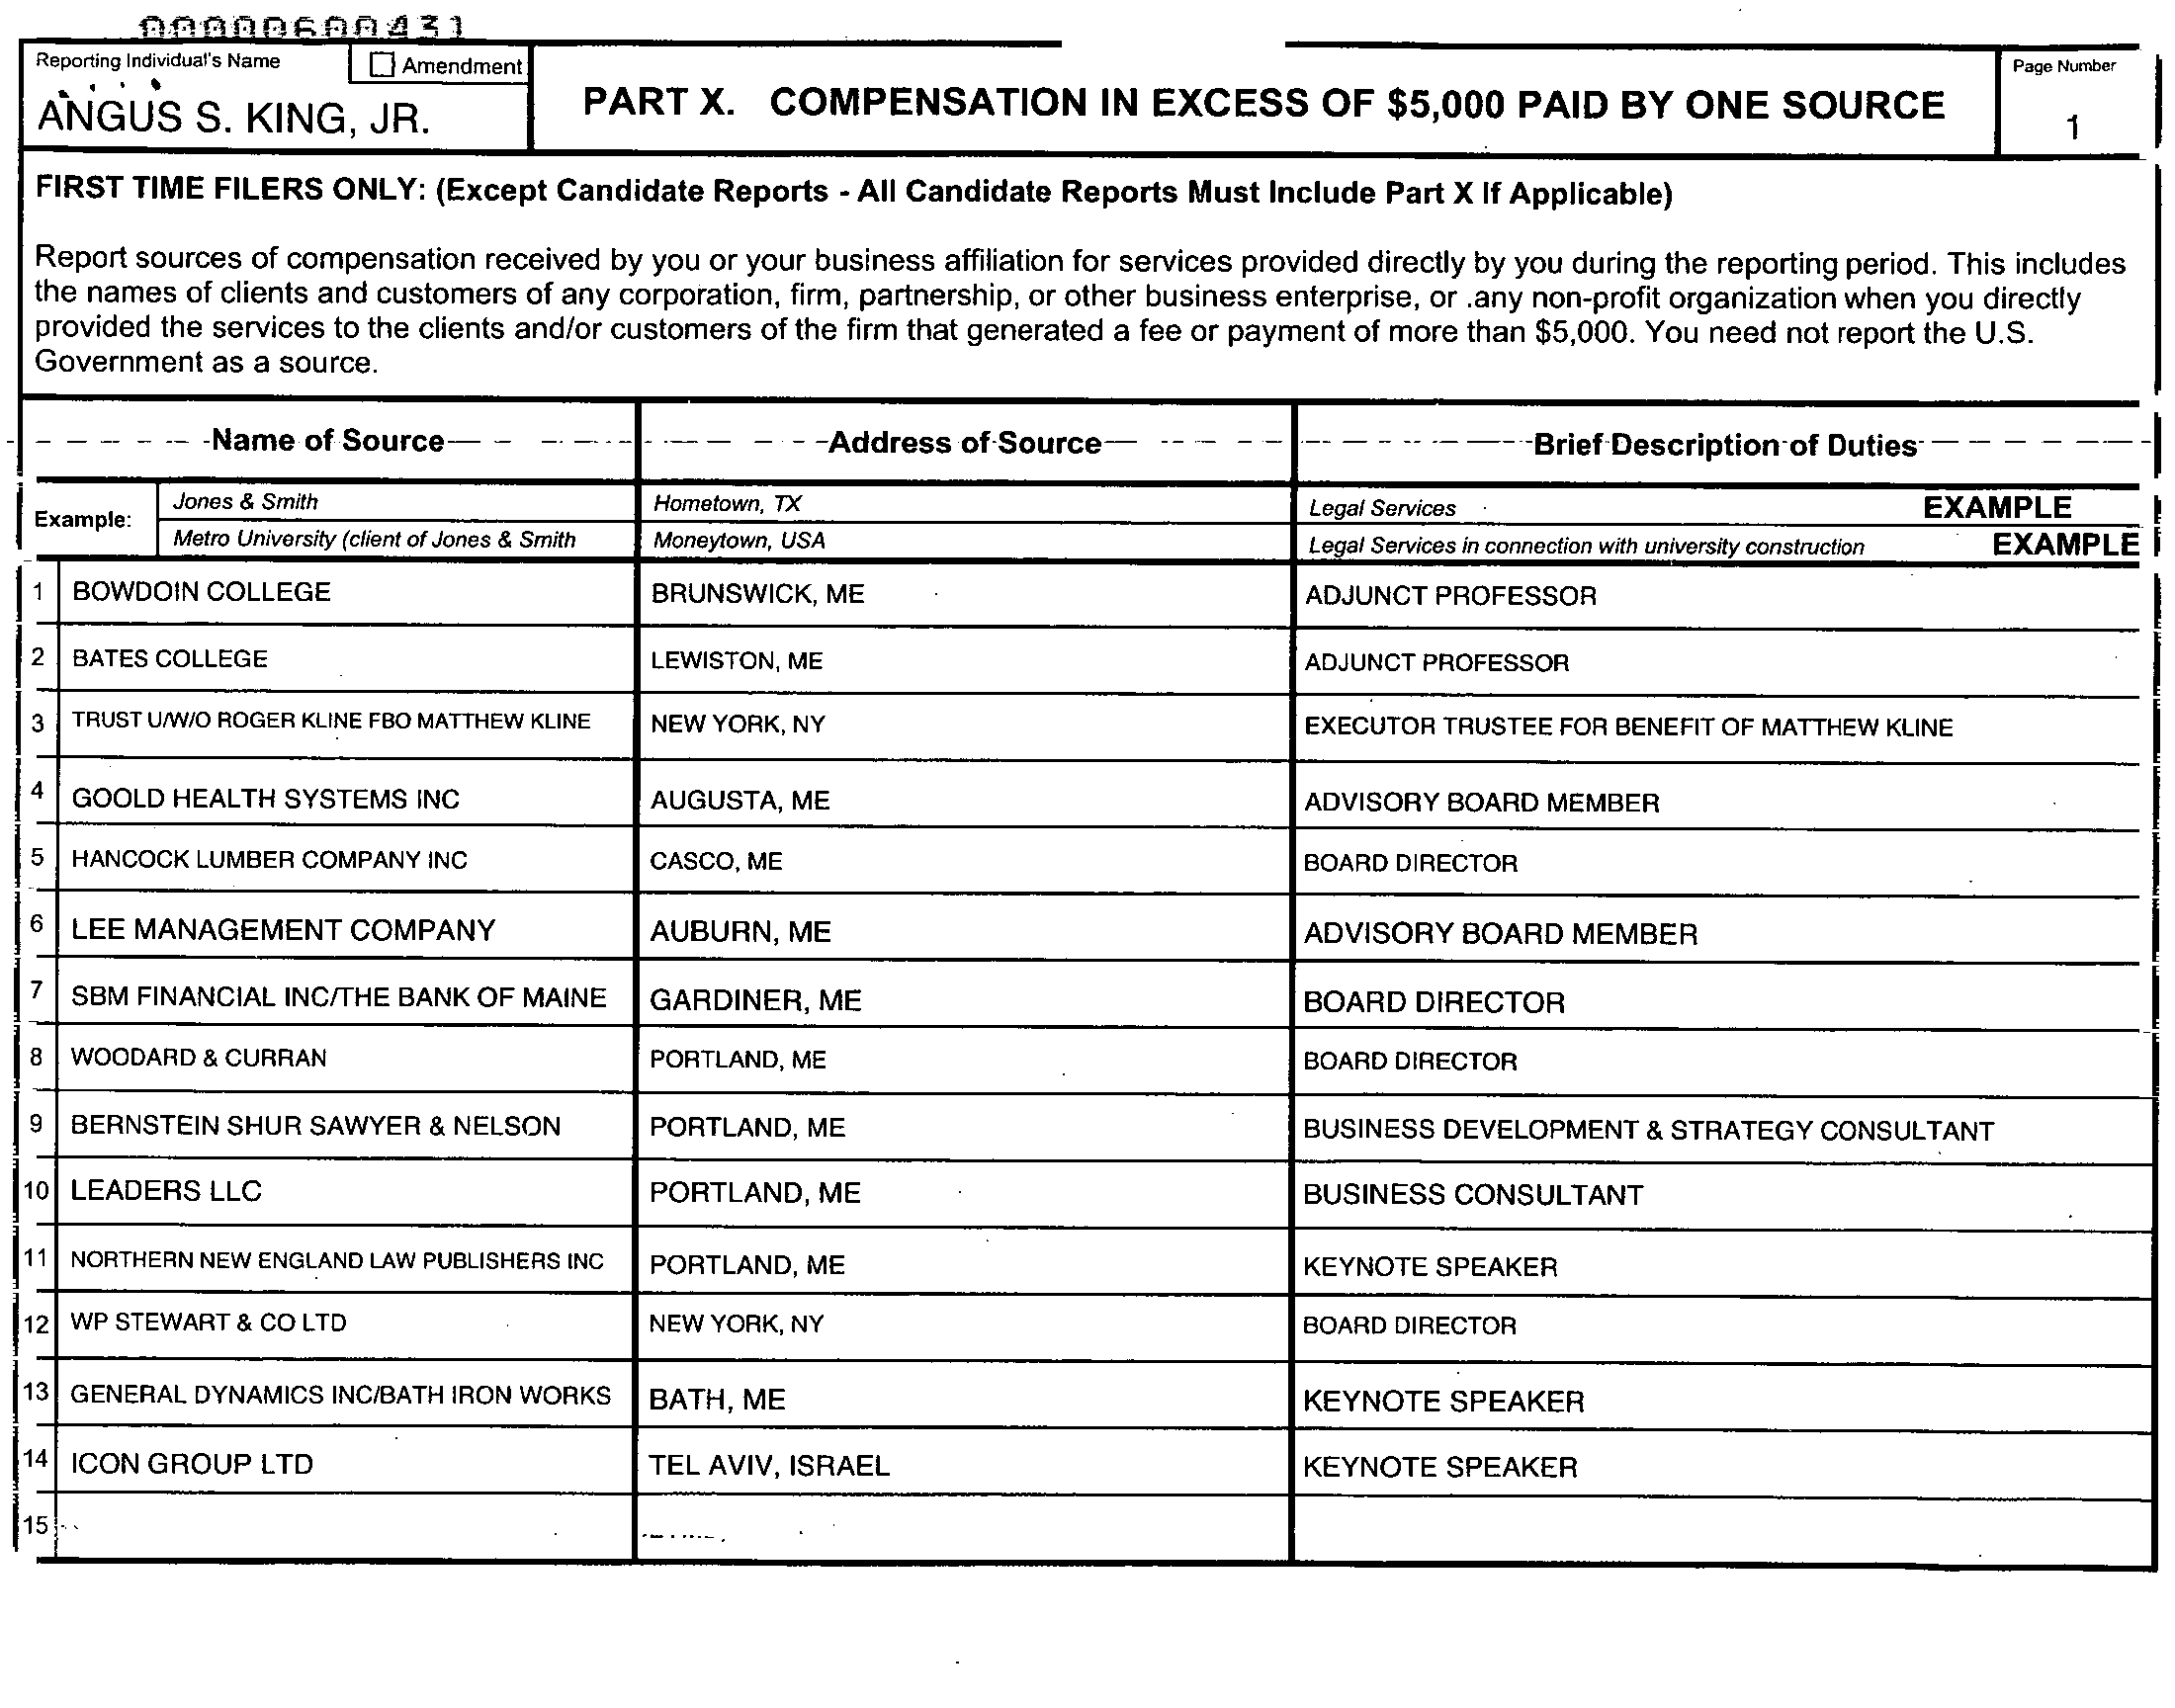 000000600431
Reporting Individual's Name
Amendment
ANGUS S. KING, JR.
PART X. COMPENSATION IN EXCESS OF $5,000 PAID BY ONE SOURCE
Page Number
1
FIRST TIME FILERS ONLY: (Except Candidate Reports - All Candidate Reports Must Include Part X If Applicable)
Report sources of compensation received by you or your business affiliation for services provided directly by you during the reporting period. This includes
the names of clients and customers of any corporation, firm, partnership, or other business enterprise, or .any non-profit organization when you directly
provided the services to the clients and/or customers of the firm that generated a fee or payment of more than $5,000. You need not report the U.S.
Government as a source.
Name of Source Address of Source Brief Description of Duties
Example:
Jones & Smith Hometown, TX Legal Services EXAMPLE
Metro University (client of Jones & Smith Moneytown, USA Legal Services in connection with university construction EXAMPLE
1 BOWDOIN COLLEGE BRUNSWICK, ME ADJUNCT PROFESSOR
2 BATES COLLEGE LEWISTON, ME ADJUNCT PROFESSOR
3 TRUST U/W/O ROGER KLINE FBO MATTHEW KLINE NEW YORK, NY EXECUTOR TRUSTEE FOR BENEFIT OF MATTHEW KLINE
4 GOOLD HEALTH SYSTEMS INC AUGUSTA, ME ADVISORY BOARD MEMBER
5 HANCOCK LUMBER COMPANY INC CASCO, ME BOARD DIRECTOR
6 LEE MANAGEMENT COMPANY AUBURN, ME ADVISORY BOARD MEMBER
7 SBM FINANCIAL INC/THE BANK OF MAINE GARDINER, ME BOARD DIRECTOR
8 WOODARD & CURRAN PORTLAND, ME BOARD DIRECTOR
9 BERNSTEIN SHUR SAWYER & NELSON PORTLAND, ME BUSINESS DEVELOPMENT & STRATEGY CONSULTANT
10 LEADERS LLC PORTLAND, ME BUSINESS CONSULTANT
11 NORTHERN NEW ENGLAND LAW PUBLISHERS INC PORTLAND, ME KEYNOTE SPEAKER
12 WP STEWART & CO LTD NEW YORK, NY BOARD DIRECTOR
13 GENERAL DYNAMICS INC/BATH IRON WORKS BATH, ME KEYNOTE SPEAKER
14 ICON GROUP LTD TEL AVIV, ISRAEL KEYNOTE SPEAKER
15